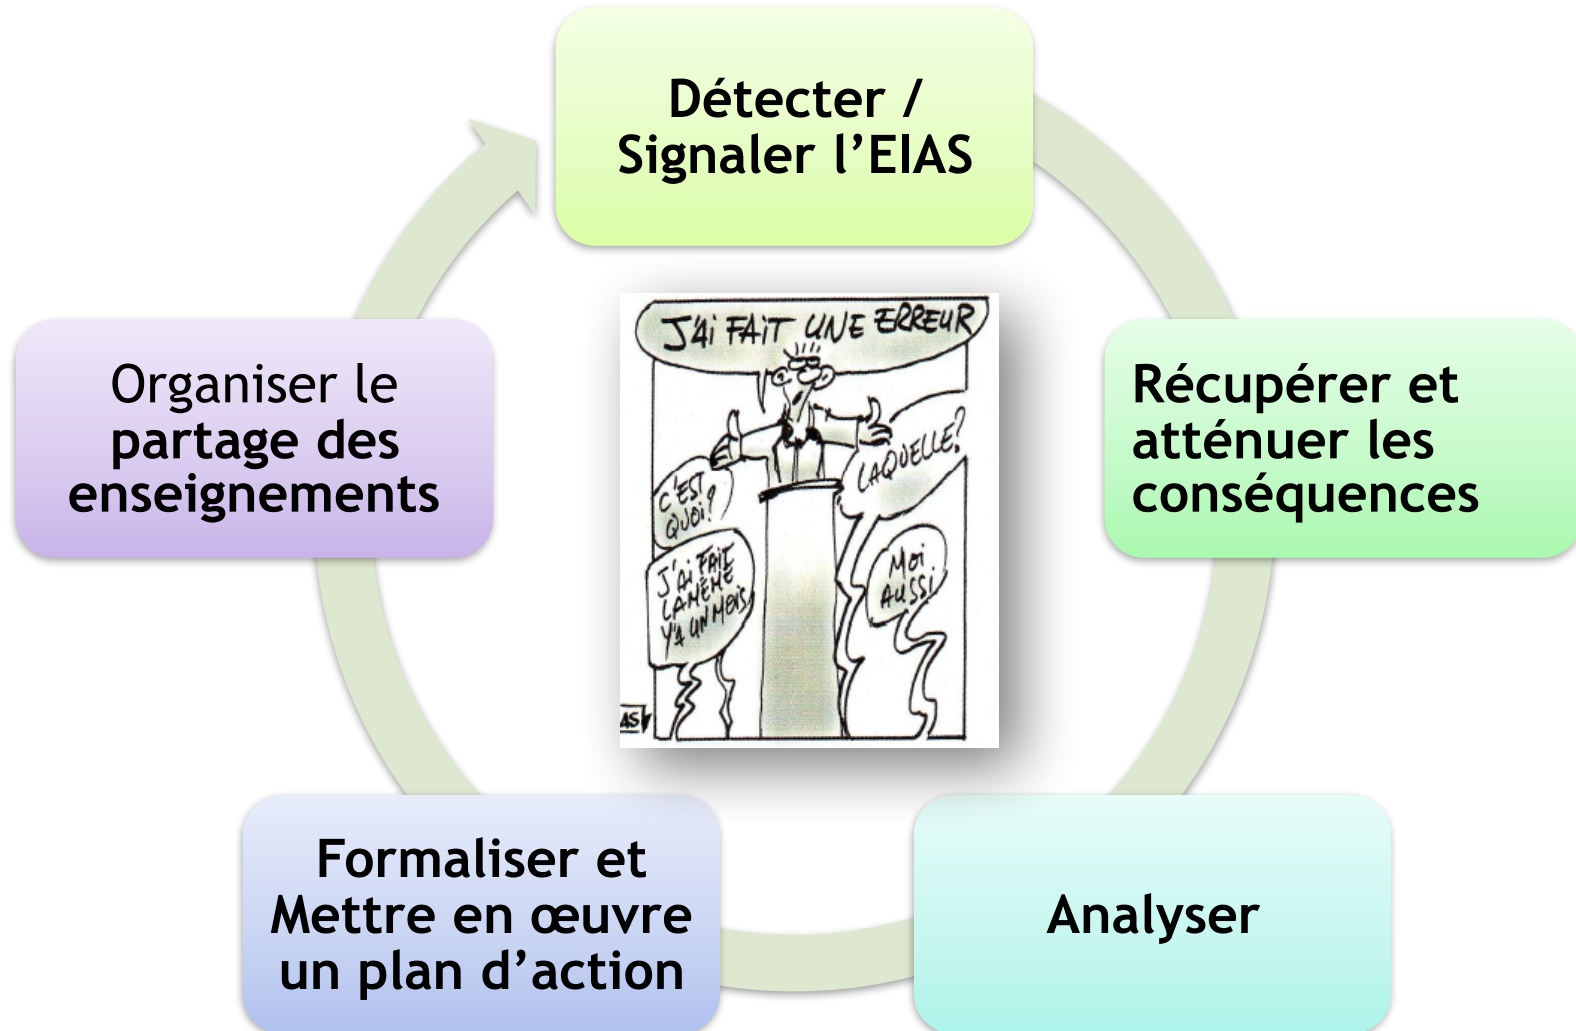 Détecter /
Signaler l’EIAS
Récupérer et
atténuer les
conséquences
Analyser
Formaliser et
Mettre en œuvre
un plan d’action
Organiser le
partage des
enseignements
J'AI FAIT UNE ERREUR
C'EST
QUOI?
LAQUELLE?
J'AI FAIT
LA MÊME
Y'A UN MOIS
MOI
AUSSI
AS